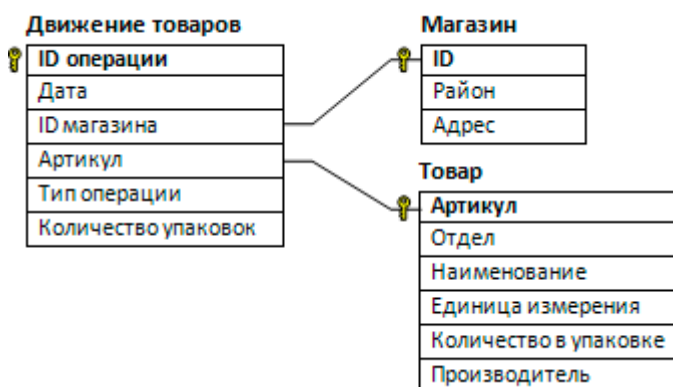 Движение товаров
ID операции
Дата
ID магазина
Артикул
Тип операции
Количество упаковок
Магазин
ID
Район
Адрес
Товар
Артикул
Отдел
Наименование
Единица измерения
Количество в упаковке
Производитель